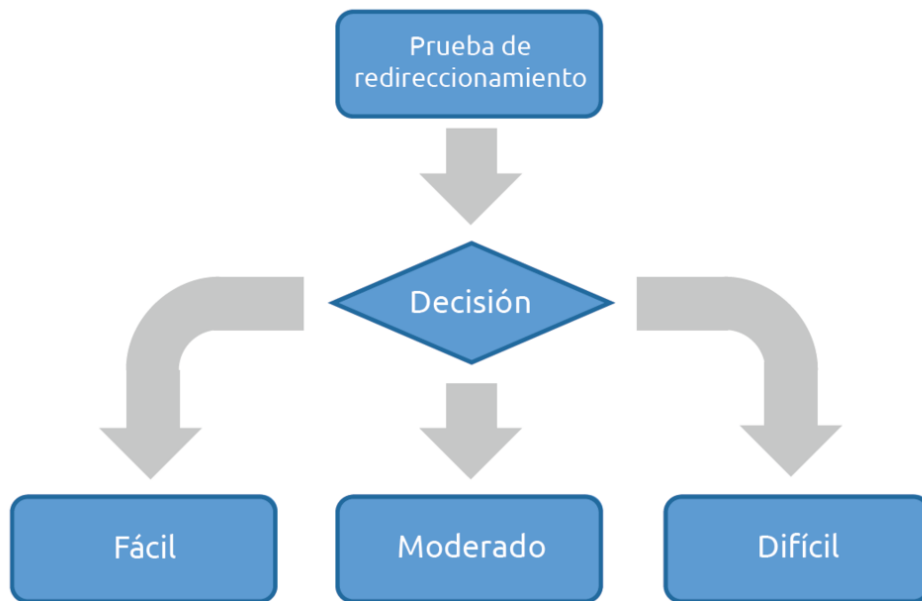 Prueba de
redireccionamiento
Decisión
Fácil
Moderado
Difícil